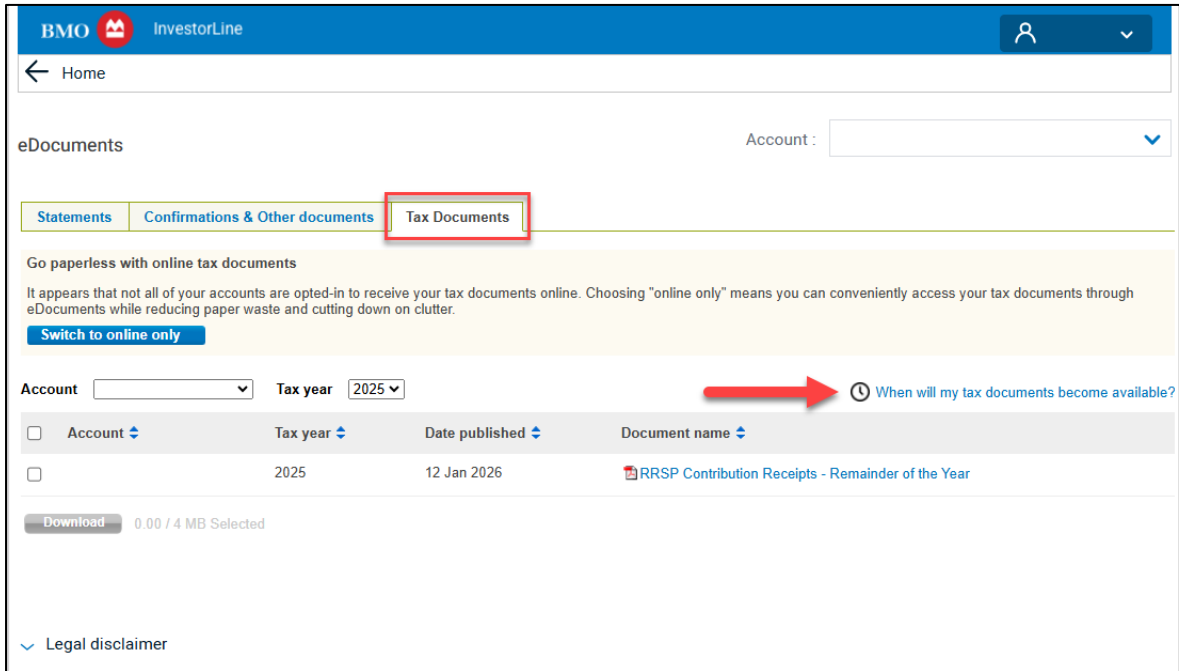 BMO InvestorLine
Home
eDocuments
Account :
Statements Confirmations & Other documents Tax Documents
Go paperless with online tax documents
It appears that not all of your accounts are opted-in to receive your tax documents online. Choosing "online only" means you can conveniently access your tax documents through
eDocuments while reducing paper waste and cutting down on clutter.
Switch to online only
Account Tax year 2025 When will my tax documents become available?
Account Tax year Date published Document name
2025 12 Jan 2026 RRSP Contribution Receipts - Remainder of the Year
Download 0.00 / 4 MB Selected
Legal disclaimer